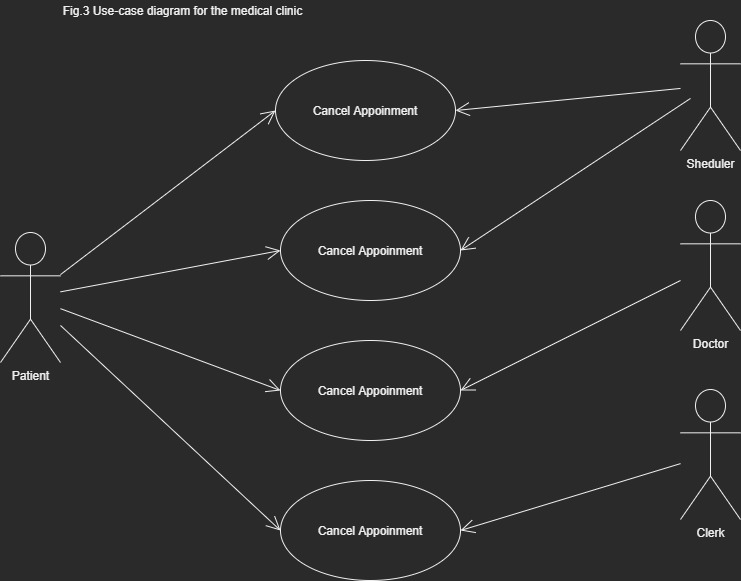 Fig.3 Use-case diagram for the medical clinic
Cancel Appoinment
Sheduler
Cancel Appoinment
Doctor
Patient
Cancel Appoinment
Cancel Appoinment
Clerk